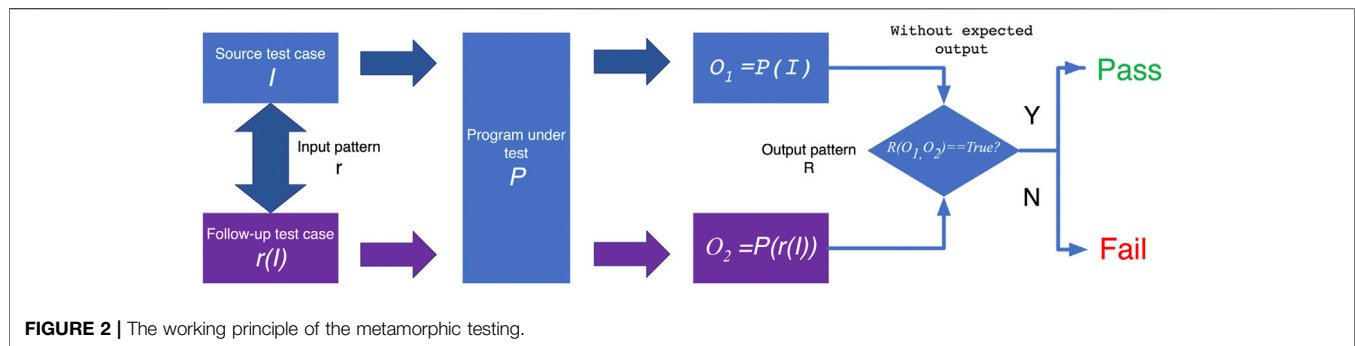 Source test case
I
Input pattern
r
Follow-up test case
r(I)
Program under
test
P
O1 =P(I)
O2 =P(r(I))
Without expected
output
Output pattern
R
R(O1,O2)==True?
Y
N
Pass
Fail
FIGURE 2 | The working principle of the metamorphic testing.